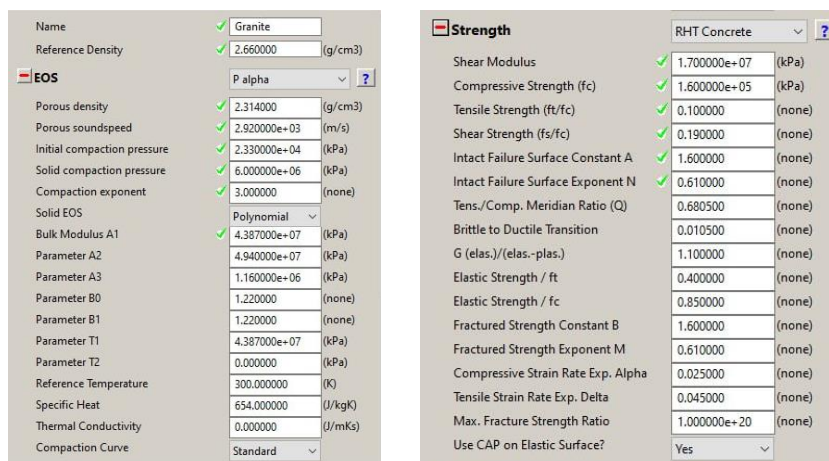 Name Granite
Reference Density 2.660000 (g/cm3)
EOS P alpha ?
Porous density 2.314000 (g/cm3)
Porous soundspeed 2.920000e+03 (m/s)
Initial compaction pressure 2.330000e+04 (kPa)
Solid compaction pressure 6.000000e+06 (kPa)
Compaction exponent 3.000000 (none)
Solid EOS Polynomial
Bulk Modulus A1 4.387000e+07 (kPa)
Parameter A2 4.940000e+07 (kPa)
Parameter A3 1.160000e+06 (kPa)
Parameter B0 1.220000 (none)
Parameter B1 1.220000 (none)
Parameter T1 4.387000e+07 (kPa)
Parameter T2 0.000000 (kPa)
Reference Temperature 300.000000 (K)
Specific Heat 654.000000 (J/kgK)
Thermal Conductivity 0.000000 (J/mKs)
Compaction Curve Standard
Strength RHT Concrete ?
Shear Modulus 1.700000e+07 (kPa)
Compressive Strength (fc) 1.600000e+05 (kPa)
Tensile Strength (ft/fc) 0.100000 (none)
Shear Strength (fs/fc) 0.190000 (none)
Intact Failure Surface Constant A 1.600000 (none)
Intact Failure Surface Exponent N 0.610000 (none)
Tens./Comp. Meridian Ratio (Q) 0.680500 (none)
Brittle to Ductile Transition 0.010500 (none)
G (elas.)/(elas.-plas.) 1.100000 (none)
Elastic Strength / ft 0.400000 (none)
Elastic Strength / fc 0.850000 (none)
Fractured Strength Constant B 1.600000 (none)
Fractured Strength Exponent M 0.610000 (none)
Compressive Strain Rate Exp. Alpha 0.025000 (none)
Tensile Strain Rate Exp. Delta 0.045000 (none)
Max. Fracture Strength Ratio 1.000000e+20 (none)
Use CAP on Elastic Surface? Yes